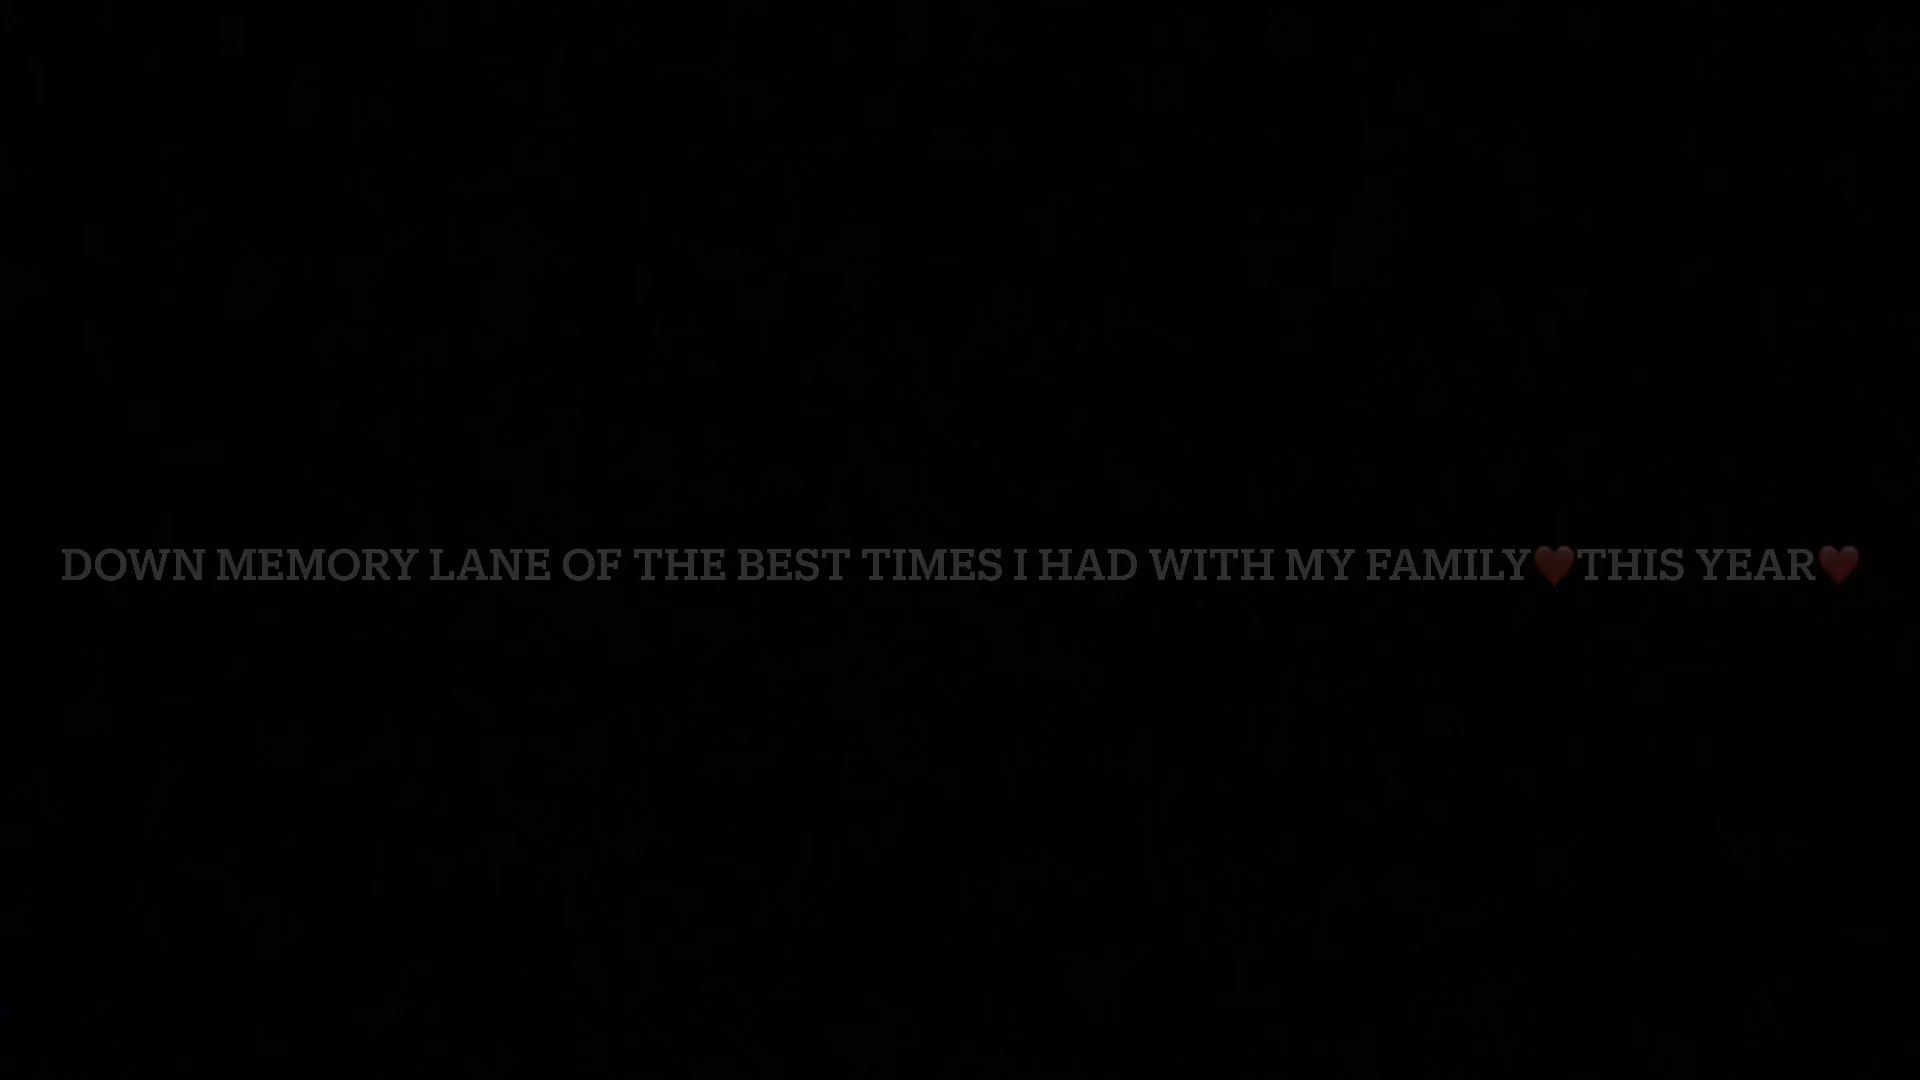 DOWN MEMORY LANE OF THE BEST TIMES I HAD WITH MY FAMILY❤️THIS YEAR❤️